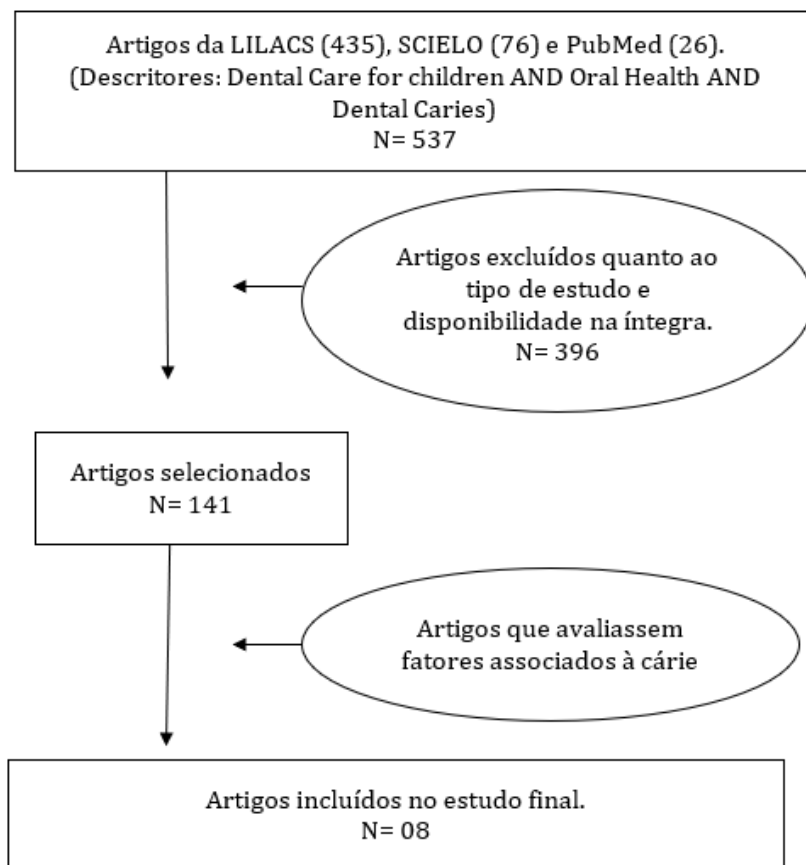 Artigos da LILACS (435), SCIELO (76) e PubMed (26).
(Descritores: Dental Care for children AND Oral Health AND
Dental Caries)
N= 537
Artigos excluídos quanto ao
tipo de estudo e
disponibilidade na íntegra.
N= 396
Artigos selecionados
N= 141
Artigos que avaliassem
fatores associados à cárie
Artigos incluídos no estudo final.
N= 08